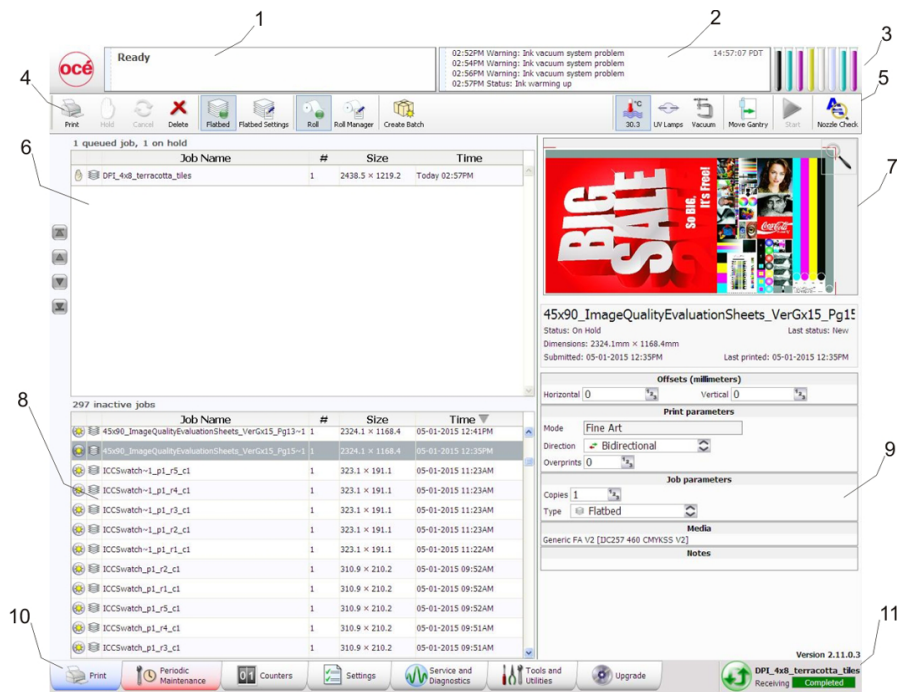 1
2
3
océ
Ready
02:52PM Warning: Ink vacuum system problem
02:54PM Warning: Ink vacuum system problem
02:56PM Warning: Ink vacuum system problem
02:57PM Status: Ink warming up
14:57:07 PDT
4
5
Print Hold Cancel Delete Flatbed Flatbed Settings Roll Roll Manager Create Batch
°C
30.3 UV Lamps Vacuum Move Gantry Start Nozzle Check
6
1 queued job, 1 on hold
Job Name # Size Time
DPI_4x8_terracotta_tiles 1 2438.5 × 1219.2 Today 02:57PM
7
BIG
SALE
So BIG,
It's Free!
Coca-Cola
45x90_ImageQualityEvaluationSheets_VerGx15_Pg15
Status: On Hold Last status: New
Dimensions: 2324.1mm × 1168.4mm
Submitted: 05-01-2015 12:35PM Last printed: 05-01-2015 12:35PM
Offsets (millimeters)
Horizontal 0 Vertical 0
Print parameters
Mode Fine Art
Direction Bidirectional
Overprints 0
Job parameters
Copies 1
Type Flatbed
Media
Generic FA V2 [IJC257 460 CMYKSS V2]
Notes
8
9
297 inactive jobs
Job Name # Size Time
45x90_ImageQualityEvaluationSheets_VerGx15_Pg13~1 1 2324.1 × 1168.4 05-01-2015 12:41PM
45x90_ImageQualityEvaluationSheets_VerGx15_Pg15~1 1 2324.1 × 1168.4 05-01-2015 12:35PM
ICCSwatch~1_p1_r5_c1 1 323.1 × 191.1 05-01-2015 11:23AM
ICCSwatch~1_p1_r4_c1 1 323.1 × 191.1 05-01-2015 11:23AM
ICCSwatch~1_p1_r3_c1 1 323.1 × 191.1 05-01-2015 11:23AM
ICCSwatch~1_p1_r2_c1 1 323.1 × 191.1 05-01-2015 11:23AM
ICCSwatch~1_p1_r1_c1 1 323.1 × 191.1 05-01-2015 11:22AM
ICCSwatch_p1_r2_c1 1 310.9 × 210.2 05-01-2015 09:52AM
ICCSwatch_p1_r1_c1 1 310.9 × 210.2 05-01-2015 09:52AM
ICCSwatch_p1_r5_c1 1 310.9 × 210.2 05-01-2015 09:52AM
ICCSwatch_p1_r4_c1 1 310.9 × 210.2 05-01-2015 09:51AM
ICCSwatch_p1_r3_c1 1 310.9 × 210.2 05-01-2015 09:51AM
10
11
Version 2.11.0.3
Print
Periodic
Maintenance
01
Counters
Settings
Service and
Diagnostics
Tools and
Utilities
Upgrade
DPI_4x8_terracotta_tiles
Receiving Completed